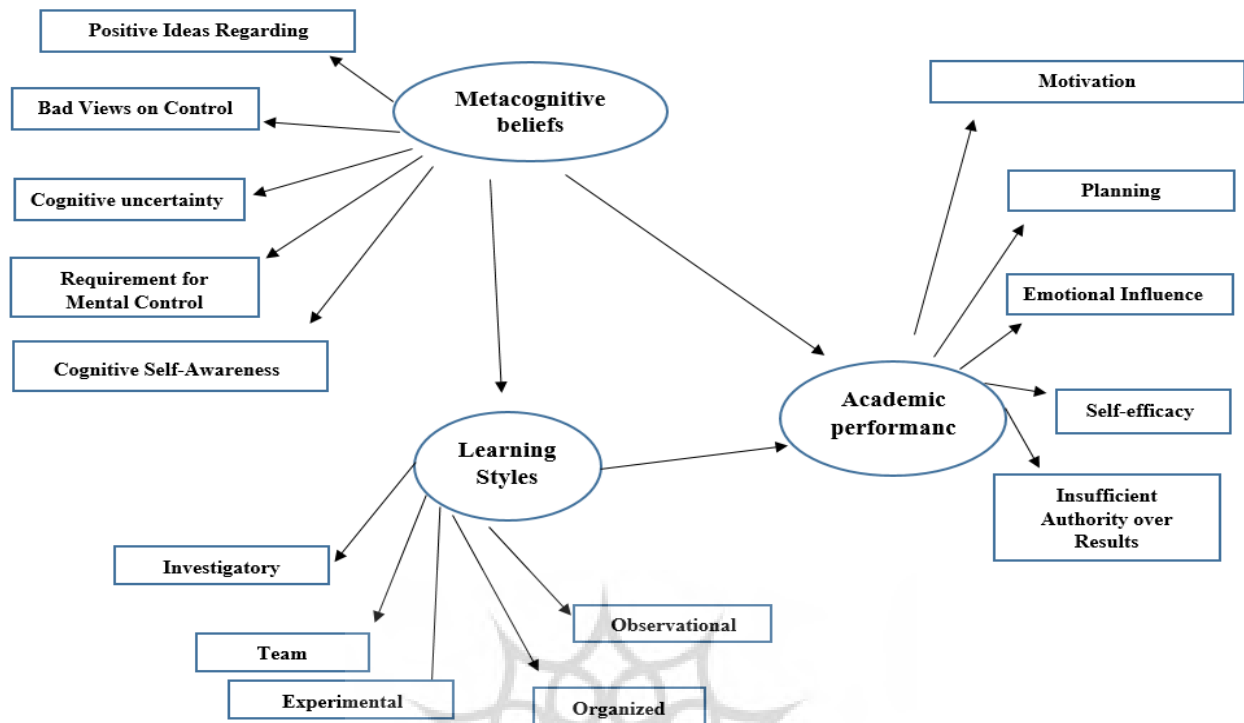 Positive Ideas Regarding
Bad Views on Control
Cognitive uncertainty
Requirement for
Mental Control
Cognitive Self-Awareness
Metacognitive
beliefs
Motivation
Planning
Emotional Influence
Self-efficacy
Insufficient
Authority over
Results
Academic
performanc
Learning
Styles
Investigatory
Team
Experimental
Organized
Observational